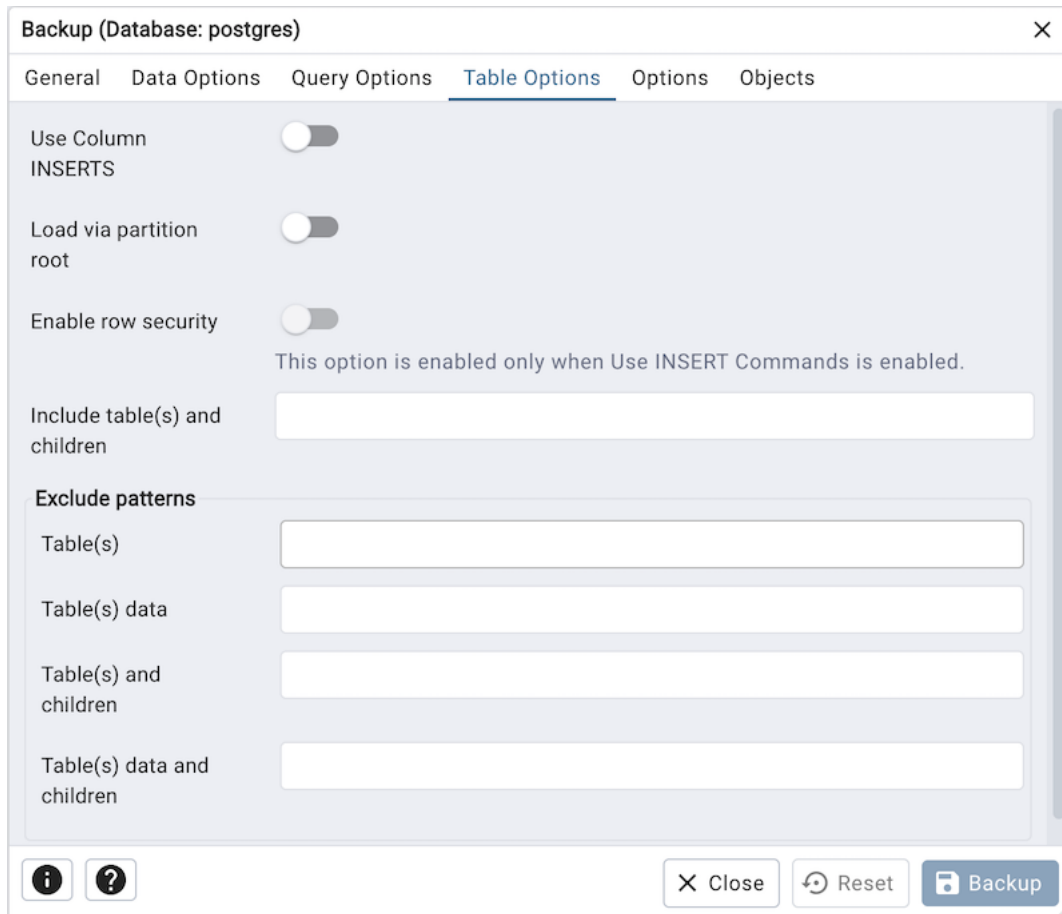 Backup (Database: postgres)
General Data Options Query Options Table Options Options Objects
Use Column
INSERTS
Load via partition
root
Enable row security
This option is enabled only when Use INSERT Commands is enabled.
Include table(s) and
children
Exclude patterns
Table(s)
Table(s) data
Table(s) and
children
Table(s) data and
children
Close Reset Backup